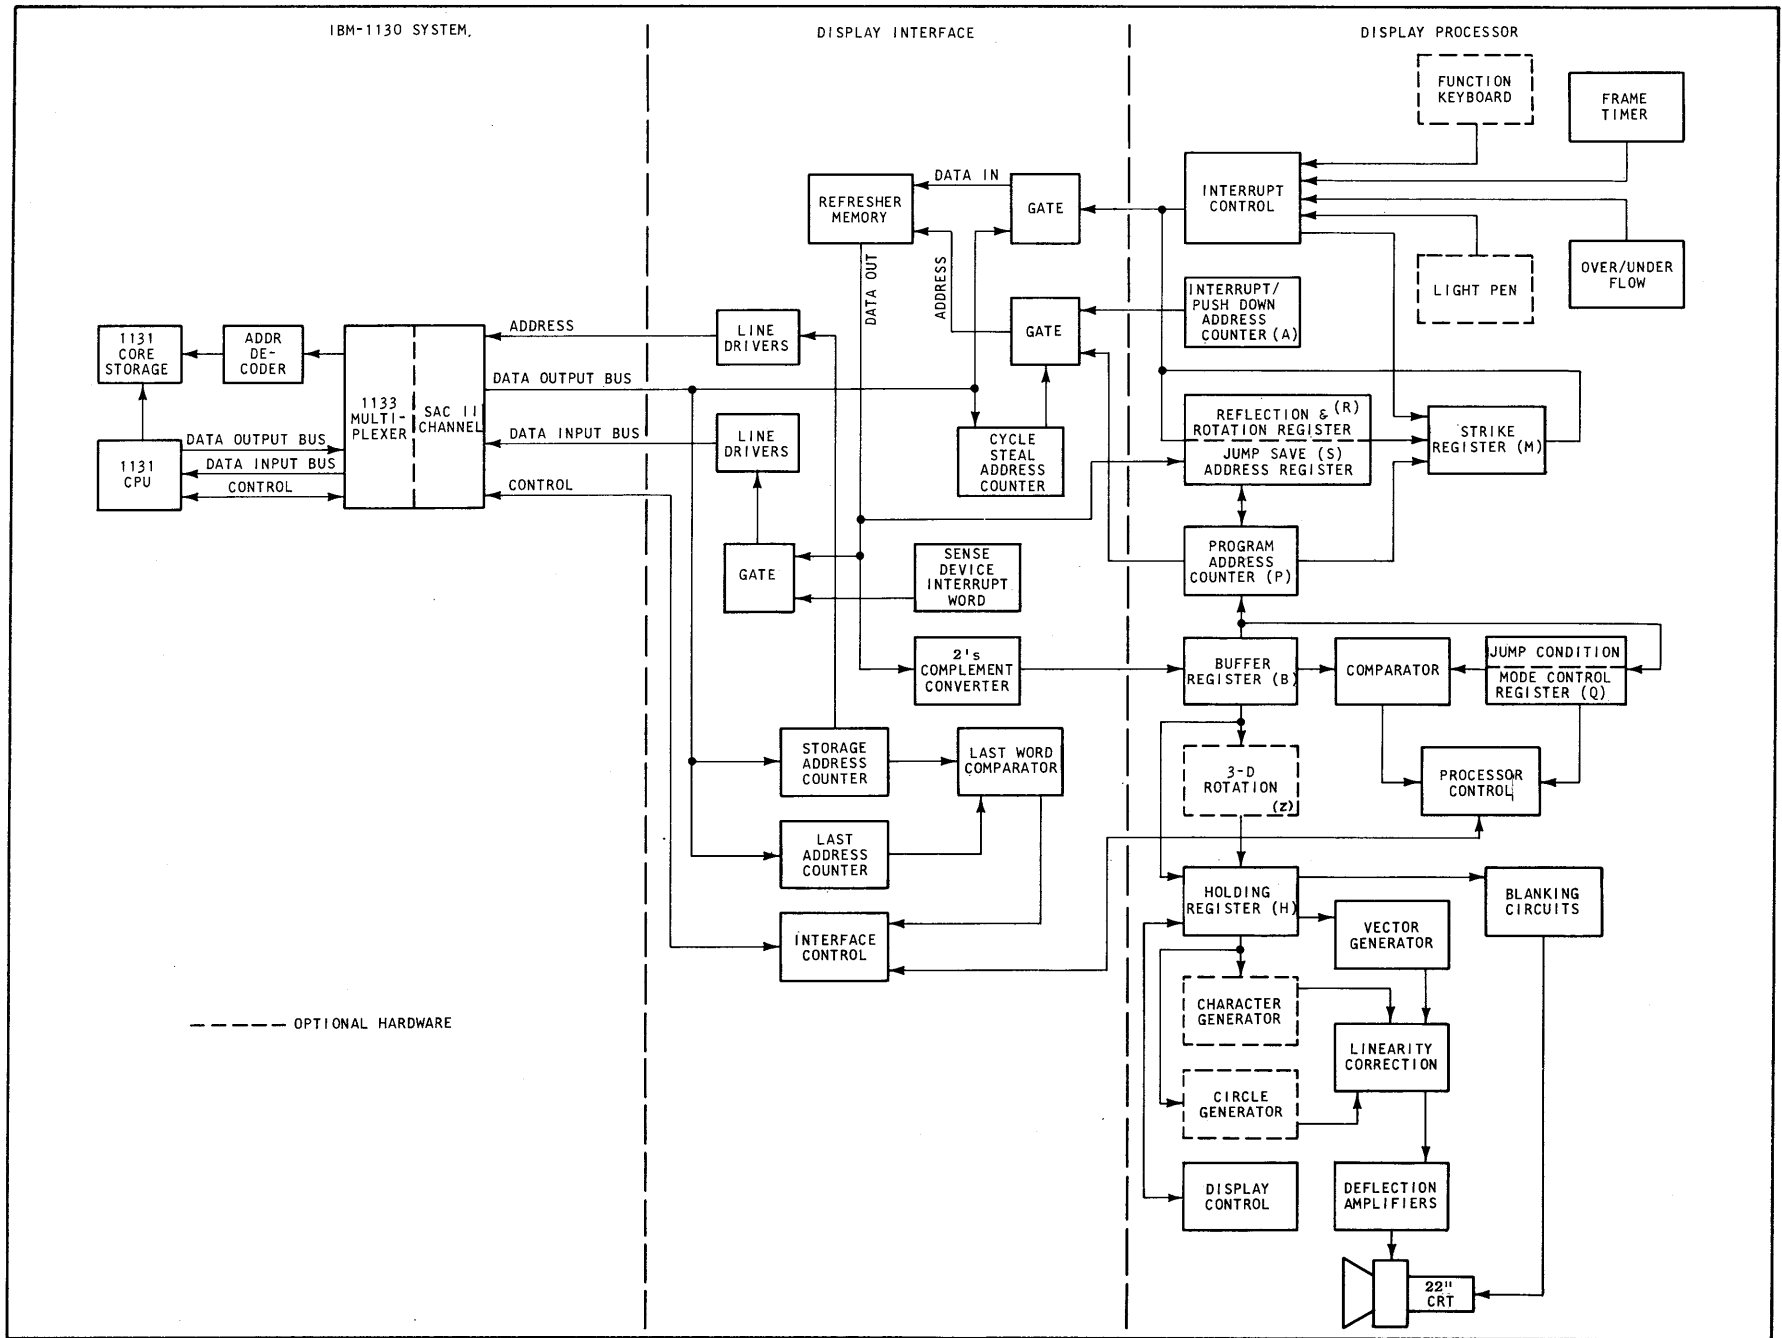 IBM-1130 SYSTEM,
DISPLAY INTERFACE
DISPLAY PROCESSOR
FUNCTION
KEYBOARD
FRAME
TIMER
INTERRUPT
CONTROL
LIGHT PEN
OVER/UNDER
FLOW
REFRESHER
MEMORY
DATA IN
GATE
DATA OUT
ADDRESS
GATE
INTERRUPT/
PUSH DOWN
ADDRESS
COUNTER (A)
1131
CORE
STORAGE
ADDR
DE-
CODER
1133
MULTI-
PLEXER
SAC II
CHANNEL
ADDRESS
LINE
DRIVERS
DATA OUTPUT BUS
DATA INPUT BUS
LINE
DRIVERS
CONTROL
1131
CPU
DATA OUTPUT BUS
DATA INPUT BUS
CONTROL
CYCLE
STEAL
ADDRESS
COUNTER
REFLECTION & (R)
ROTATION REGISTER
JUMP SAVE (S)
ADDRESS REGISTER
STRIKE
REGISTER (M)
GATE
SENSE
DEVICE
INTERRUPT
WORD
PROGRAM
ADDRESS
COUNTER (P)
2's
COMPLEMENT
CONVERTER
BUFFER
REGISTER (B)
COMPARATOR
JUMP CONDITION
MODE CONTROL
REGISTER (Q)
STORAGE
ADDRESS
COUNTER
LAST WORD
COMPARATOR
3-D
ROTATION
(Z)
PROCESSOR
CONTROL
LAST
ADDRESS
COUNTER
HOLDING
REGISTER (H)
BLANKING
CIRCUITS
INTERFACE
CONTROL
VECTOR
GENERATOR
CHARACTER
GENERATOR
OPTIONAL HARDWARE
LINEARITY
CORRECTION
CIRCLE
GENERATOR
DISPLAY
CONTROL
DEFLECTION
AMPLIFIERS
22"
CRT